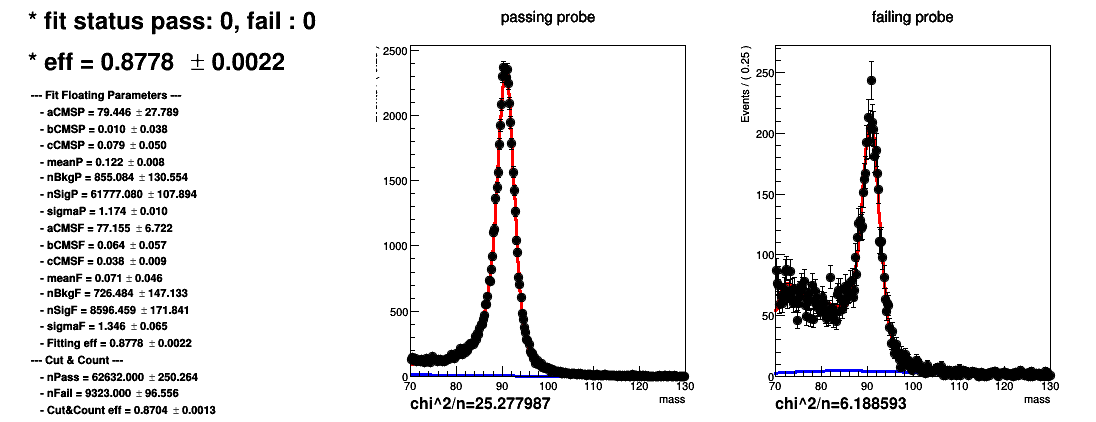 * fit status pass: 0, fail : 0
* eff = 0.8778 ± 0.0022
--- Fit Floating Parameters ---
- aCMSP = 79.446 ± 27.789
- bCMSP = 0.010 ± 0.038
- cCMSP = 0.079 ± 0.050
- meanP = 0.122 ± 0.008
- nBkgP = 855.084 ± 130.554
- nSigP = 61777.080 ± 107.894
- sigmaP = 1.174 ± 0.010
- aCMSF = 77.155 ± 6.722
- bCMSF = 0.064 ± 0.057
- cCMSF = 0.038 ± 0.009
- meanF = 0.071 ± 0.046
- nBkgF = 726.484 ± 147.133
- nSigF = 8596.459 ± 171.841
- sigmaF = 1.346 ± 0.065
- Fitting eff = 0.8778 ± 0.0022
--- Cut & Count ---
- nPass = 62632.000 ± 250.264
- nFail = 9323.000 ± 96.556
- Cut&Count eff = 0.8704 ± 0.0013
passing probe
2500
2000
1500
1000
500
0
70 80 90 100 110 120 130
mass
chi^2/n=25.277987
failing probe
Events / ( 0.25 )
250
200
150
100
50
0
70 80 90 100 110 120 130
mass
chi^2/n=6.188593